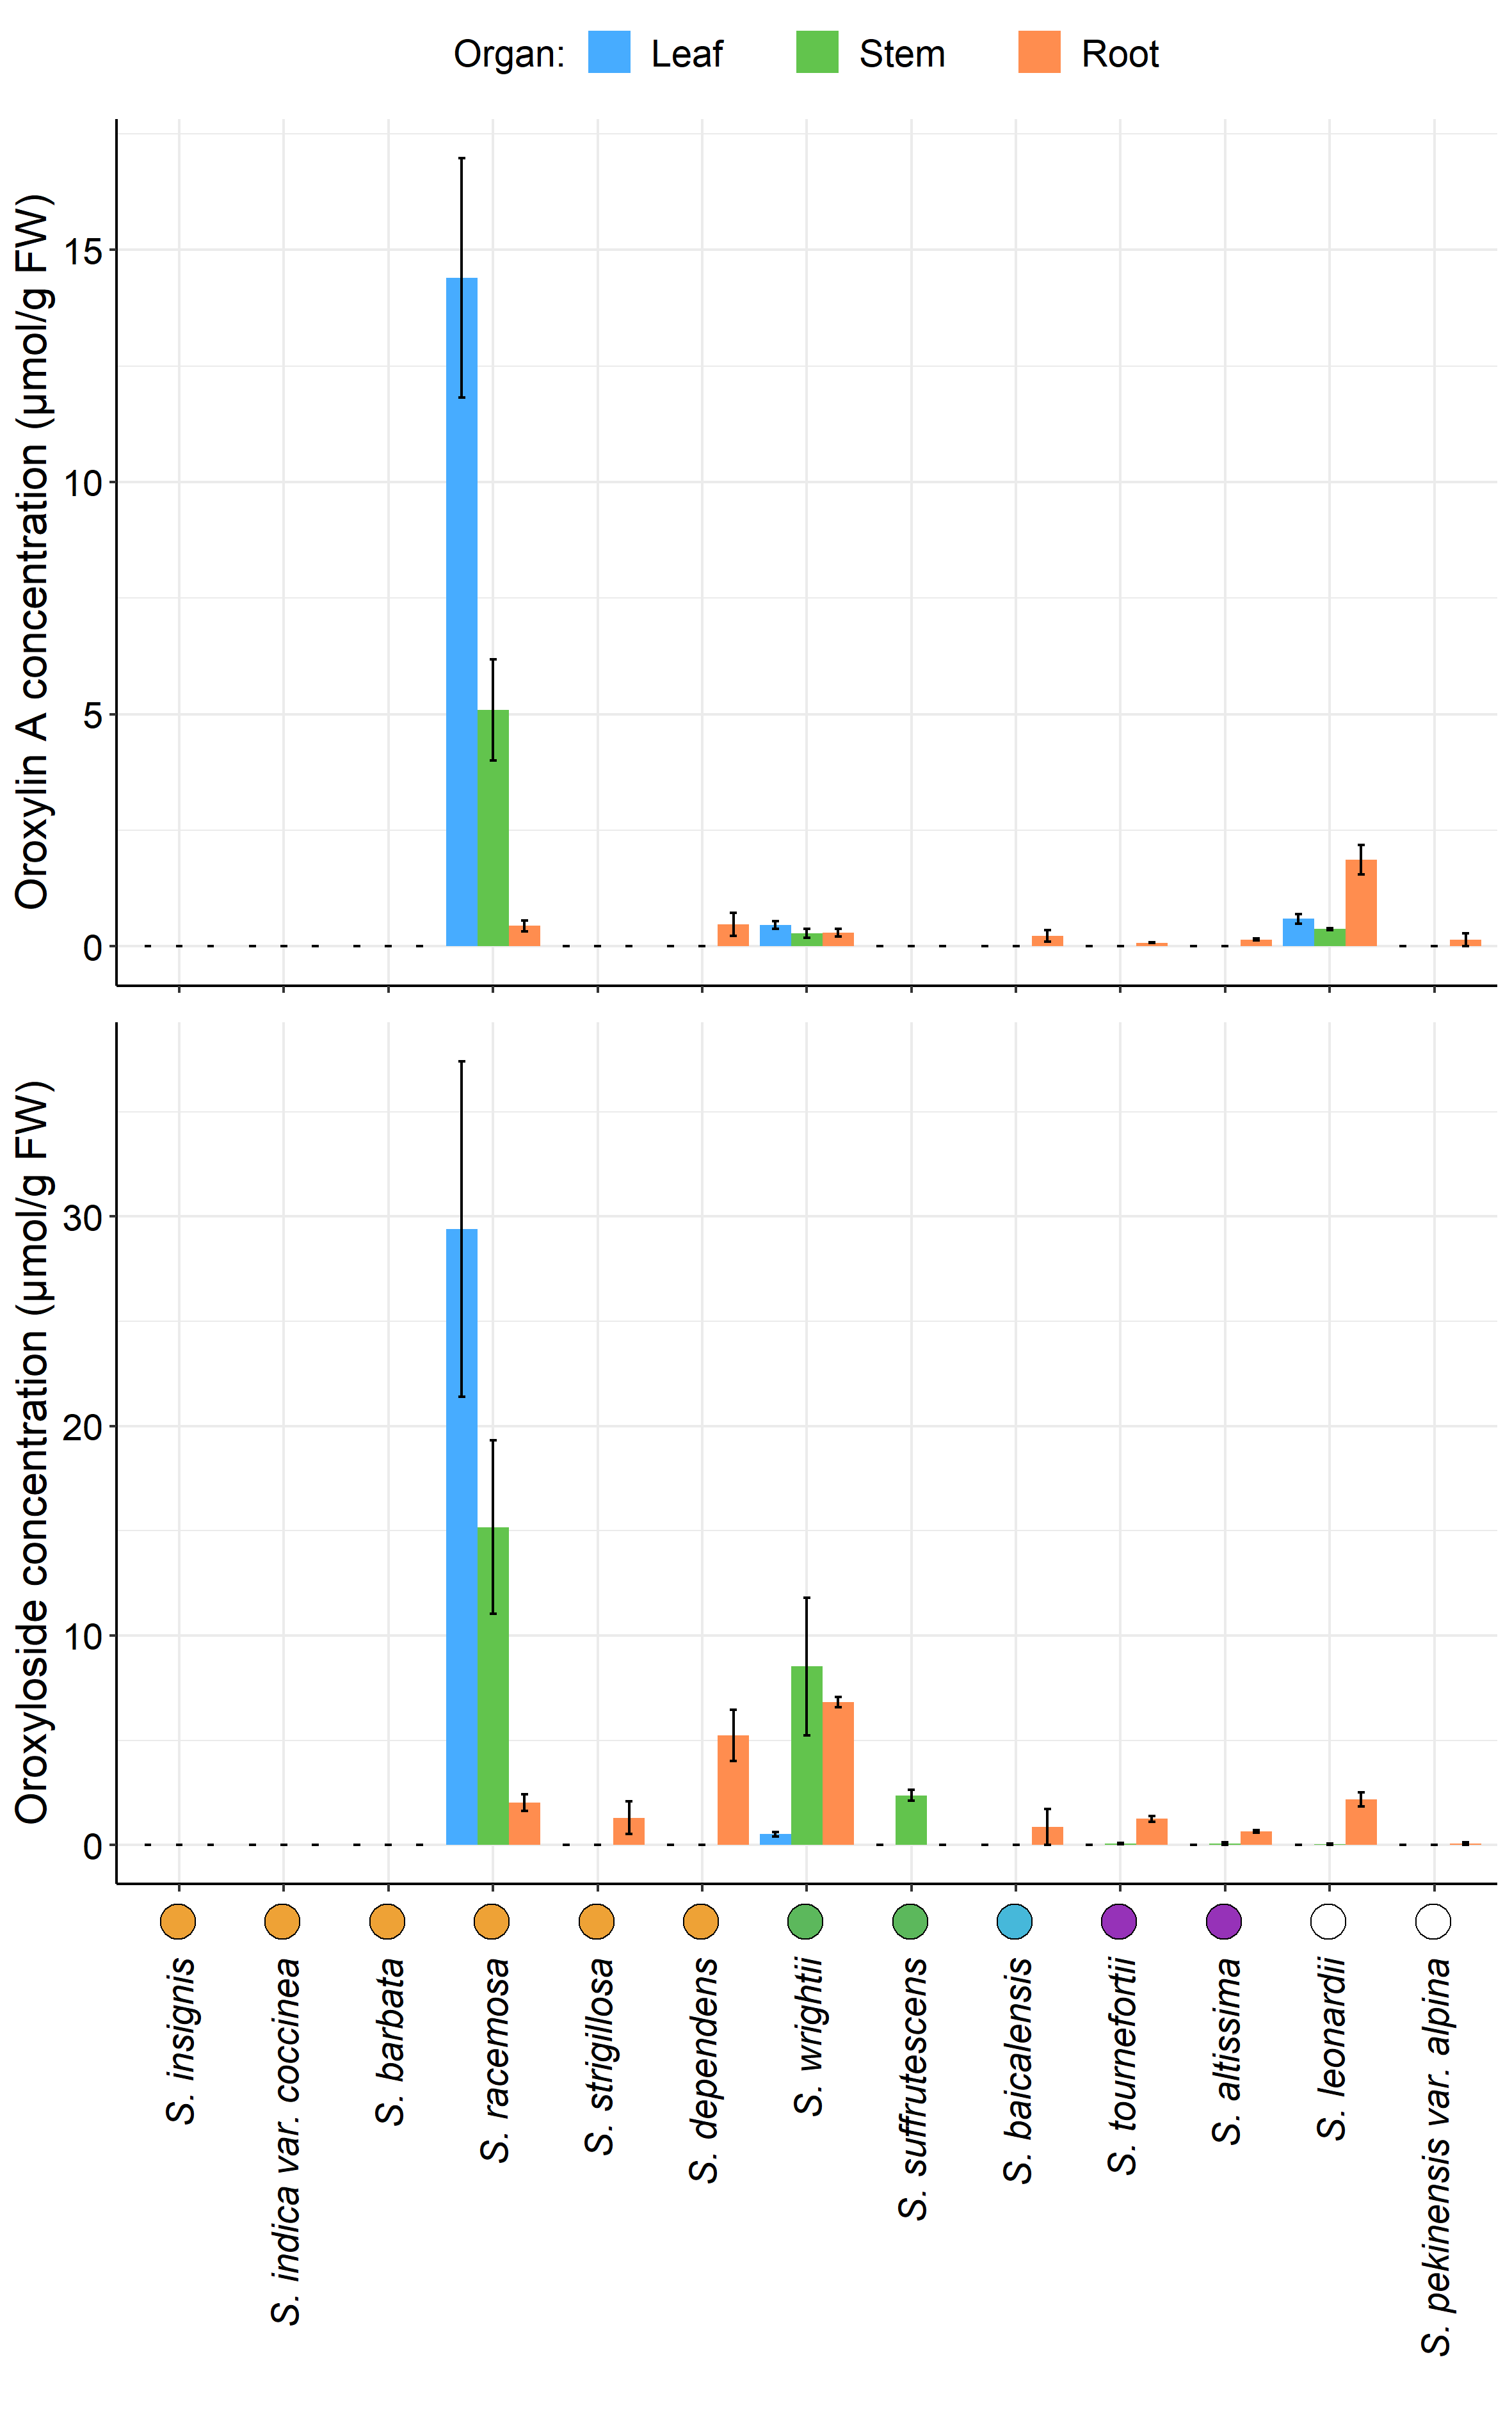 Organ: Leaf Stem Root
Oroxylin A concentration (µmol/g FW)
15
10
5
0
Oroxyloside concentration (µmol/g FW)
30
20
10
0
S. insignis
S. indica var. coccinea
S. barbata
S. racemosa
S. strigillosa
S. dependens
S. wrightii
S. suffrutescens
S. baicalensis
S. tournefortii
S. altissima
S. leonardii
S. pekinensis var. alpina